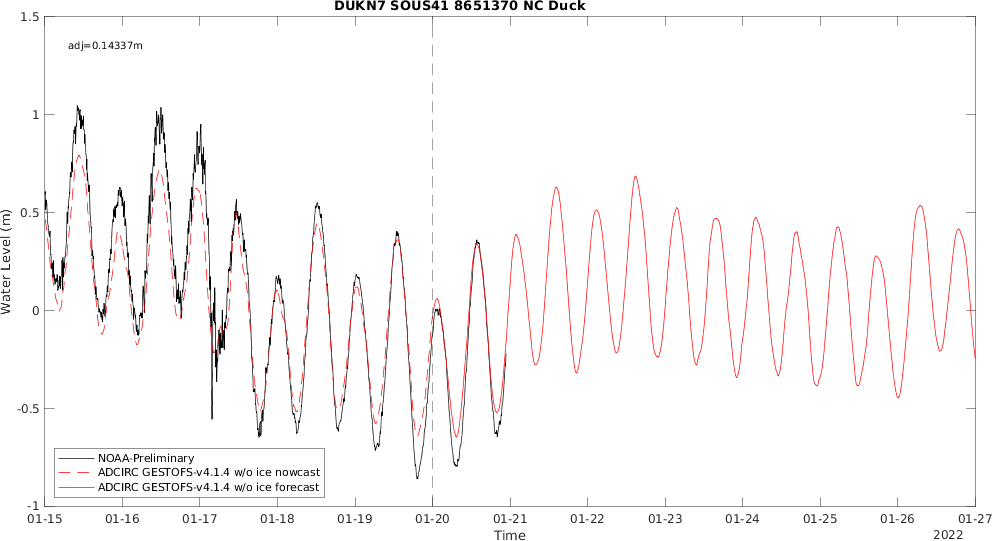 DUKN7 SOUS41 8651370 NC Duck
adj=0.14337m
1.5
1
0.5
0
-0.5
-1
Water Level (m)
NOAA-Preliminary
ADCIRC GESTOFS-v4.1.4 w/o ice nowcast
ADCIRC GESTOFS-v4.1.4 w/o ice forecast
01-15 01-16 01-17 01-18 01-19 01-20 01-21 01-22 01-23 01-24 01-25 01-26 01-27
Time
2022